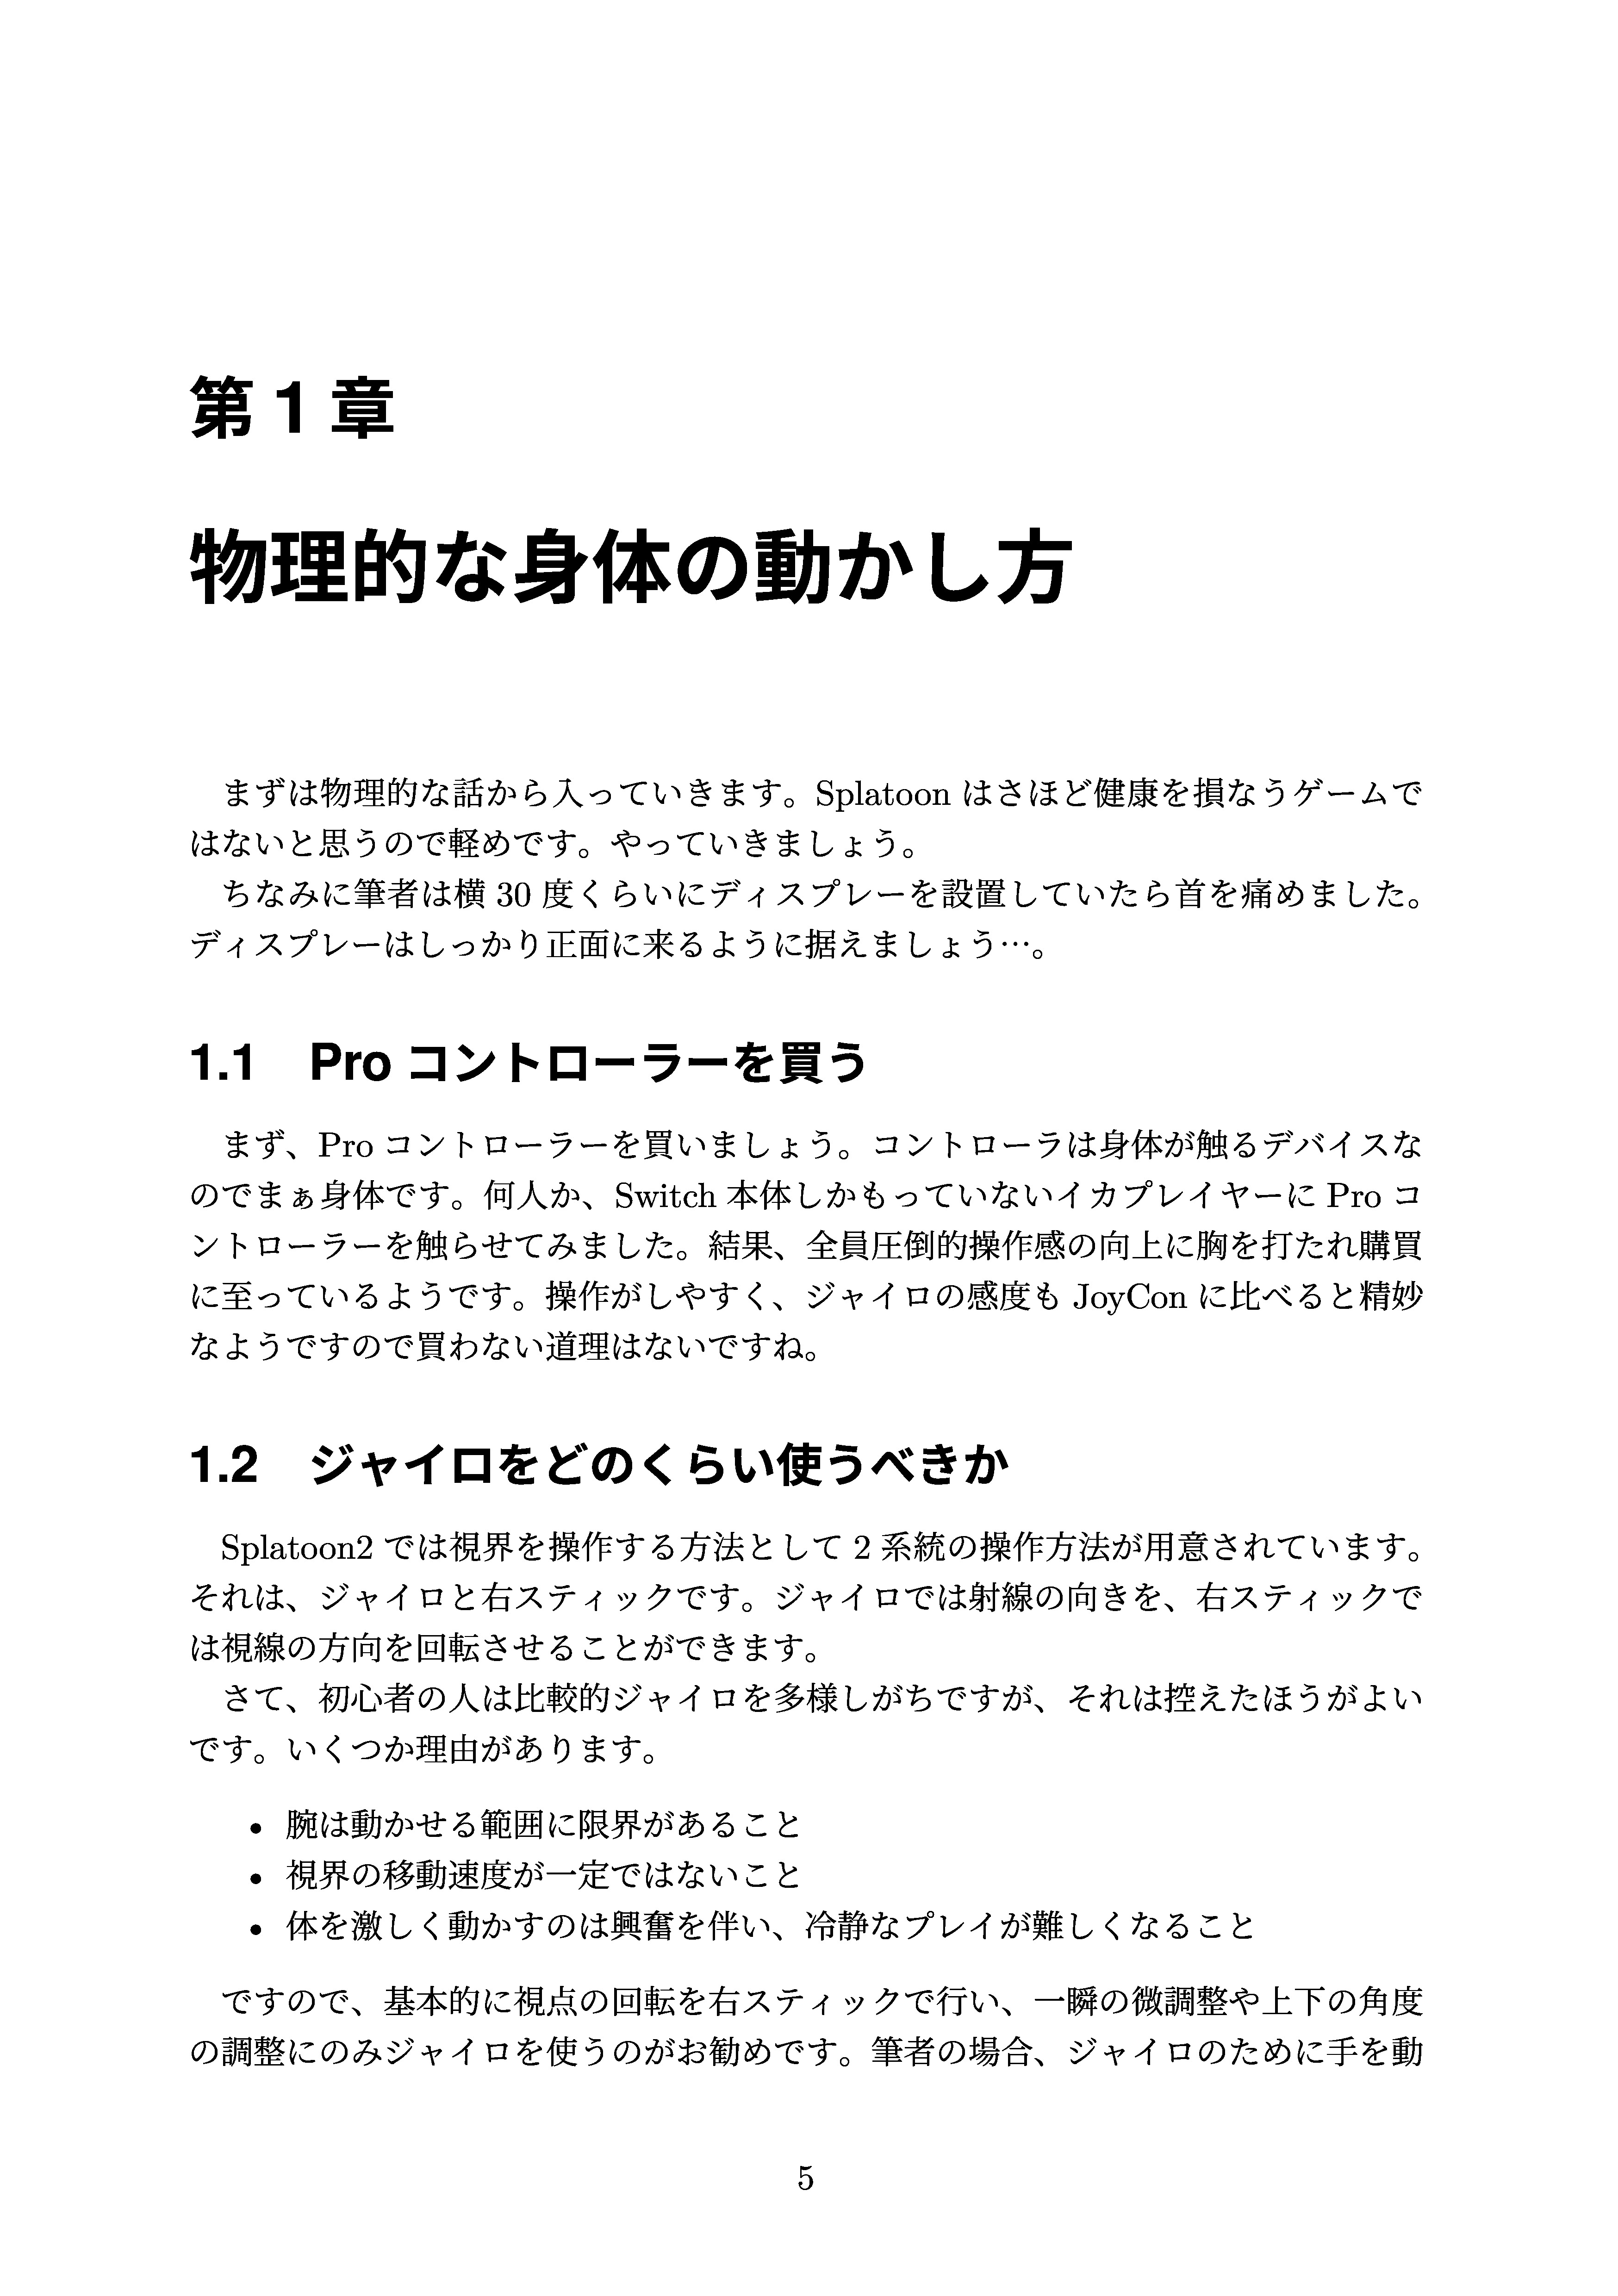 第 1 章
物理的な身体の動かし方
まずは物理的な話から入っていきます。Splatoon はさほど健康を損なうゲームで
はないと思うので軽めです。やっていきましょう。
ちなみに筆者は横 30 度くらいにディスプレーを設置していたら首を痛めました。
ディスプレーはしっかり正面に来るように据えましょう…。
1.1 Pro コントローラーを買う
まず、Pro コントローラーを買いましょう。コントローラは身体が触るデバイスな
のでまぁ身体です。何人か、Switch 本体しかもっていないイカプレイヤーに Pro コ
ントローラーを触らせてみました。結果、全員圧倒的操作感の向上に胸を打たれ購買
に至っているようです。操作がしやすく、ジャイロの感度も JoyCon に比べると精妙
なようですので買わない道理はないですね。
1.2 ジャイロをどのくらい使うべきか
Splatoon2 では視界を操作する方法として 2 系統の操作方法が用意されています。
それは、ジャイロと右スティックです。ジャイロでは射線の向きを、右スティックで
は視線の方向を回転させることができます。
さて、初心者の人は比較的ジャイロを多様しがちですが、それは控えたほうがよい
です。いくつか理由があります。
• 腕は動かせる範囲に限界があること
• 視界の移動速度が一定ではないこと
• 体を激しく動かすのは興奮を伴い、冷静なプレイが難しくなること
ですので、基本的に視点の回転を右スティックで行い、一瞬の微調整や上下の角度
の調整にのみジャイロを使うのがお勧めです。筆者の場合、ジャイロのために手を動
5